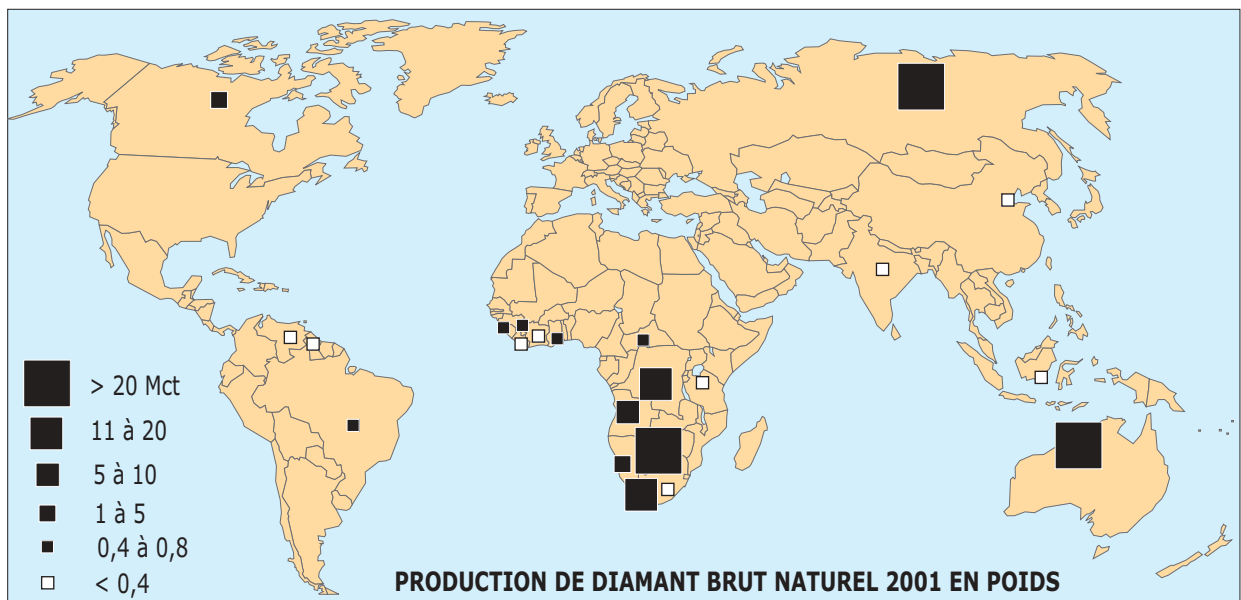 > 20 Mct
11 à 20
5 à 10
1 à 5
0,4 à 0,8
< 0,4
PRODUCTION DE DIAMANT BRUT NATUREL 2001 EN POIDS